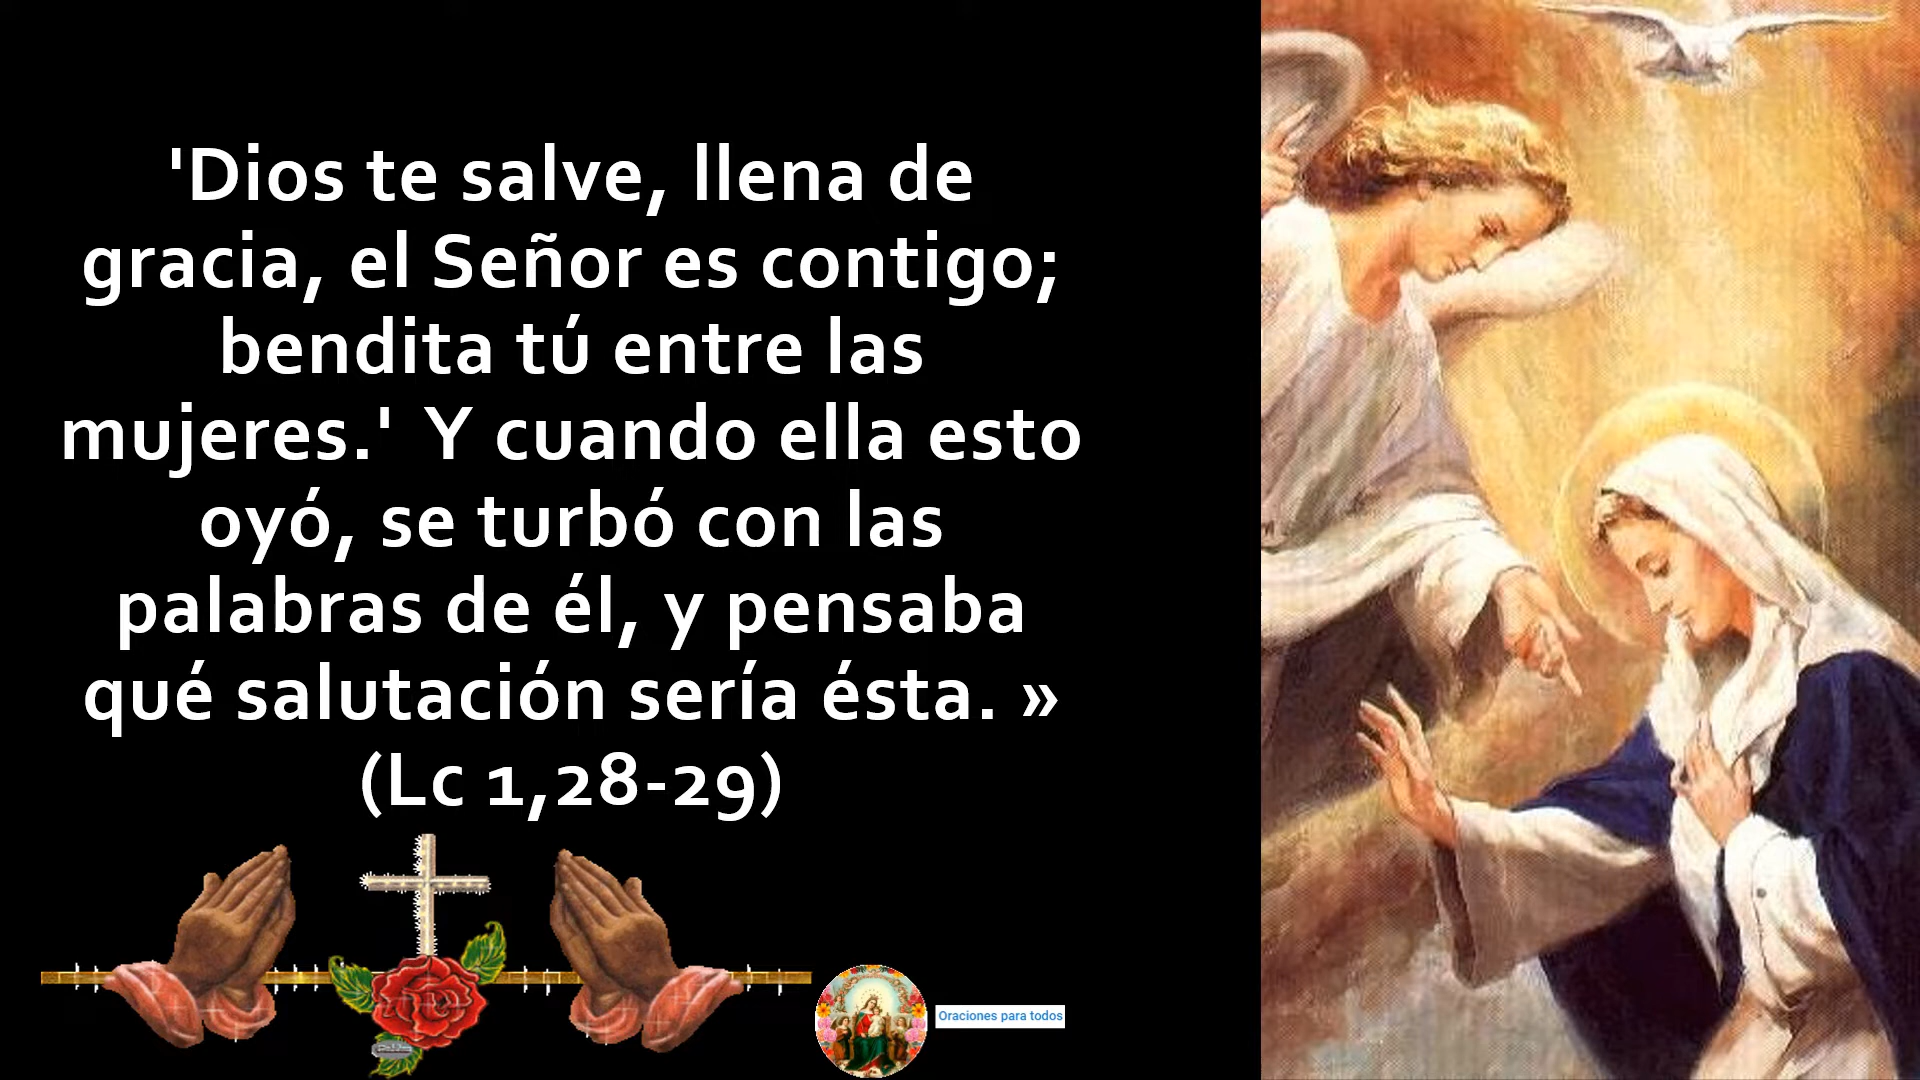 'Dios te salve, llena de
gracia, el Señor es contigo;
bendita tú entre las
mujeres.' Y cuando ella esto
oyó, se turbó con las
palabras de él, y pensaba
qué salutación sería ésta. »
(Lc 1,28-29)
Oraciones para todos